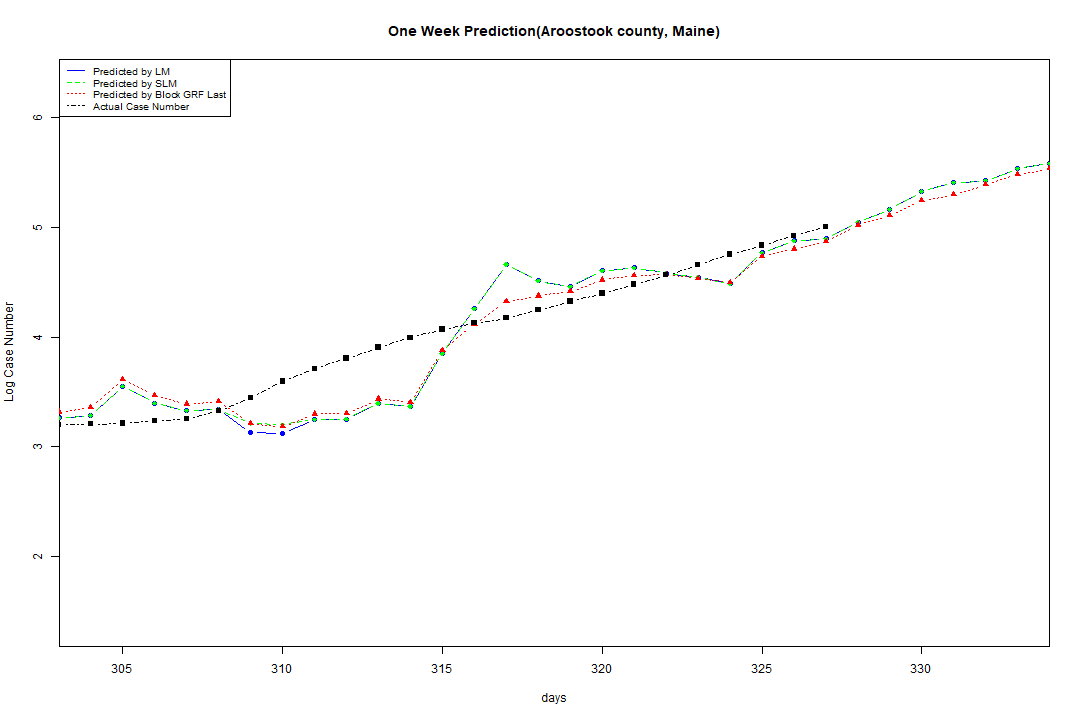 One Week Prediction(Aroostook county, Maine)
Predicted by LM
Predicted by SLM
Predicted by Block GRF Last
Actual Case Number
6
5
4
3
2
Log Case Number
305 310 315 320 325 330
days